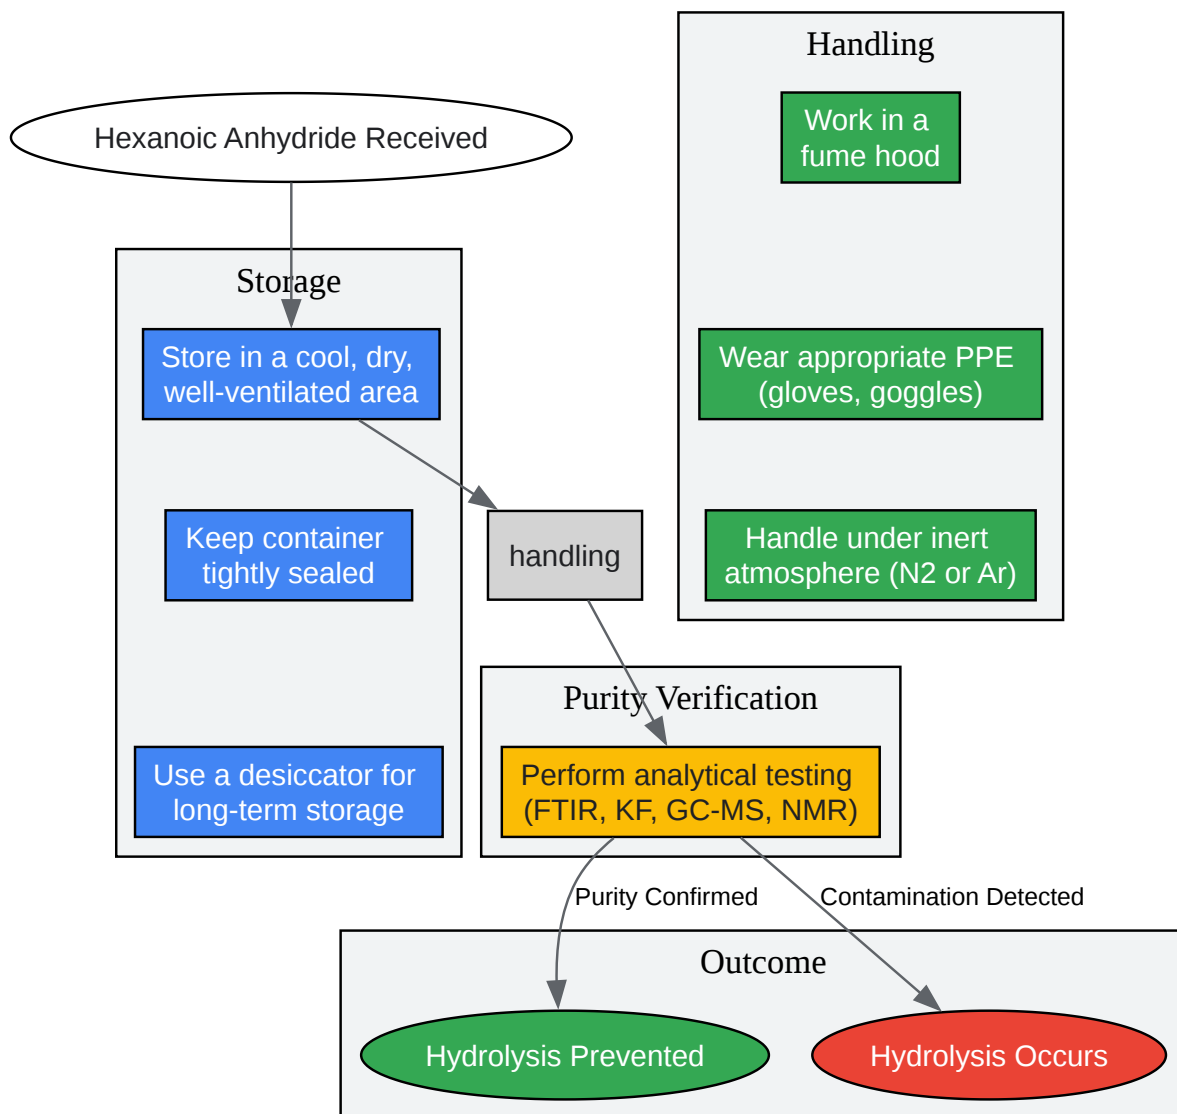 Hexanoic Anhydride Received
Storage
Store in a cool, dry,
well-ventilated area
Keep container
tightly sealed
Use a desiccator for
long-term storage
handling
Handling
Work in a
fume hood
Wear appropriate PPE
(gloves, goggles)
Handle under inert
atmosphere (N2 or Ar)
Purity Verification
Perform analytical testing
(FTIR, KF, GC-MS, NMR)
Purity Confirmed
Contamination Detected
Outcome
Hydrolysis Prevented
Hydrolysis Occurs